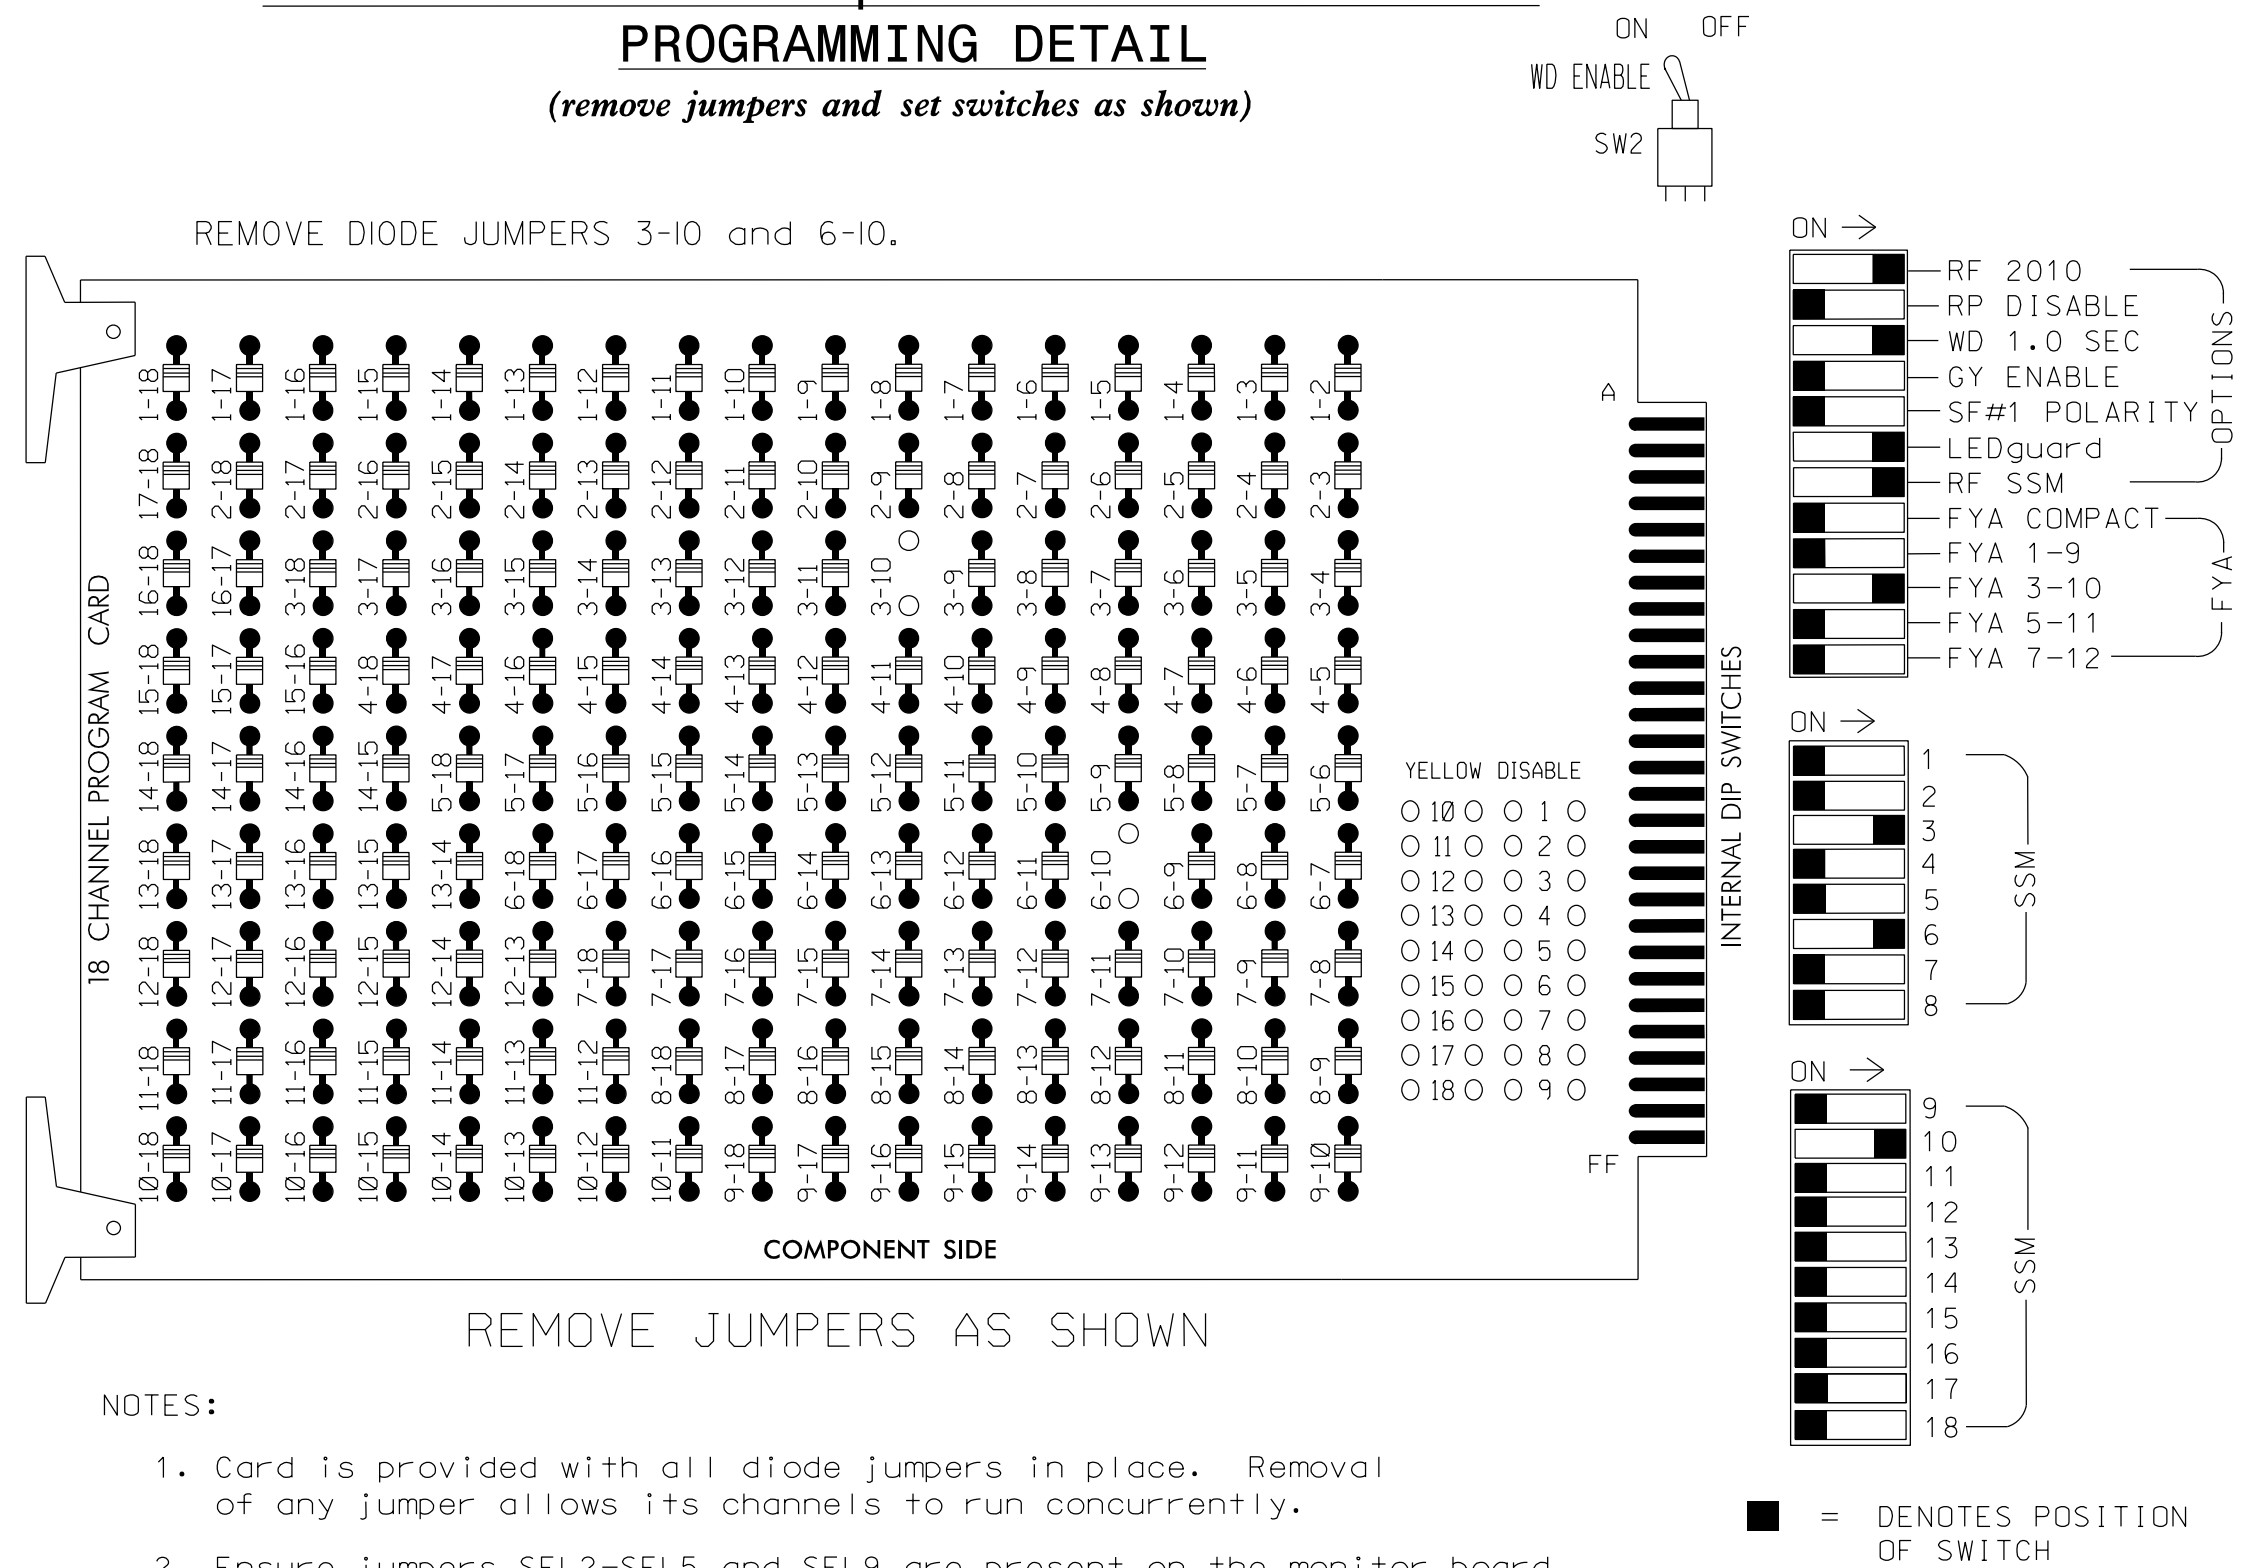 PROGRAMMING DETAIL
(remove jumpers and set switches as shown)
ON OFF
WD ENABLE
SW2
REMOVE DIODE JUMPERS 3-10 and 6-10.
18 CHANNEL PROGRAM CARD
1-18 1-17 1-16 1-15 1-14 1-13 1-12 1-11 1-10 1-9 1-8 1-7 1-6 1-5 1-4 1-3 1-2
17-18 2-18 2-17 2-16 2-15 2-14 2-13 2-12 2-11 2-10 2-9 2-8 2-7 2-6 2-5 2-4 2-3
16-18 16-17 3-18 3-17 3-16 3-15 3-14 3-13 3-12 3-11 3-10 3-9 3-8 3-7 3-6 3-5 3-4
15-18 15-17 15-16 4-18 4-17 4-16 4-15 4-14 4-13 4-12 4-11 4-10 4-9 4-8 4-7 4-6 4-5
14-18 14-17 14-16 14-15 5-18 5-17 5-16 5-15 5-14 5-13 5-12 5-11 5-10 5-9 5-8 5-7 5-6
13-18 13-17 13-16 13-15 13-14 6-18 6-17 6-16 6-15 6-14 6-13 6-12 6-11 6-10 6-9 6-8 6-7
12-18 12-17 12-16 12-15 12-14 12-13 7-18 7-17 7-16 7-15 7-14 7-13 7-12 7-11 7-10 7-9 7-8
11-18 11-17 11-16 11-15 11-14 11-13 11-12 8-18 8-17 8-16 8-15 8-14 8-13 8-12 8-11 8-10 8-9
10-18 10-17 10-16 10-15 10-14 10-13 10-12 10-11 9-18 9-17 9-16 9-15 9-14 9-13 9-12 9-11 9-10
A
YELLOW DISABLE
10 1
11 2
12 3
13 4
14 5
15 6
16 7
17 8
18 9
FF
COMPONENT SIDE
REMOVE JUMPERS AS SHOWN
INTERNAL DIP SWITCHES
ON
RF 2010
RP DISABLE
WD 1.0 SEC
GY ENABLE
SF#1 POLARITY
LEDguard
RF SSM
OPTIONS
FYA COMPACT
FYA 1-9
FYA 3-10
FYA 5-11
FYA 7-12
FYA
ON
1
2
3
4
5
6
7
8
SSM
ON
9
10
11
12
13
14
15
16
17
18
SSM
= DENOTES POSITION
OF SWITCH
NOTES:
1. Card is provided with all diode jumpers in place. Removal
of any jumper allows its channels to run concurrently.
2. Ensure jumpers SEL2-SEL5 and SEL9 are present on the monitor board.